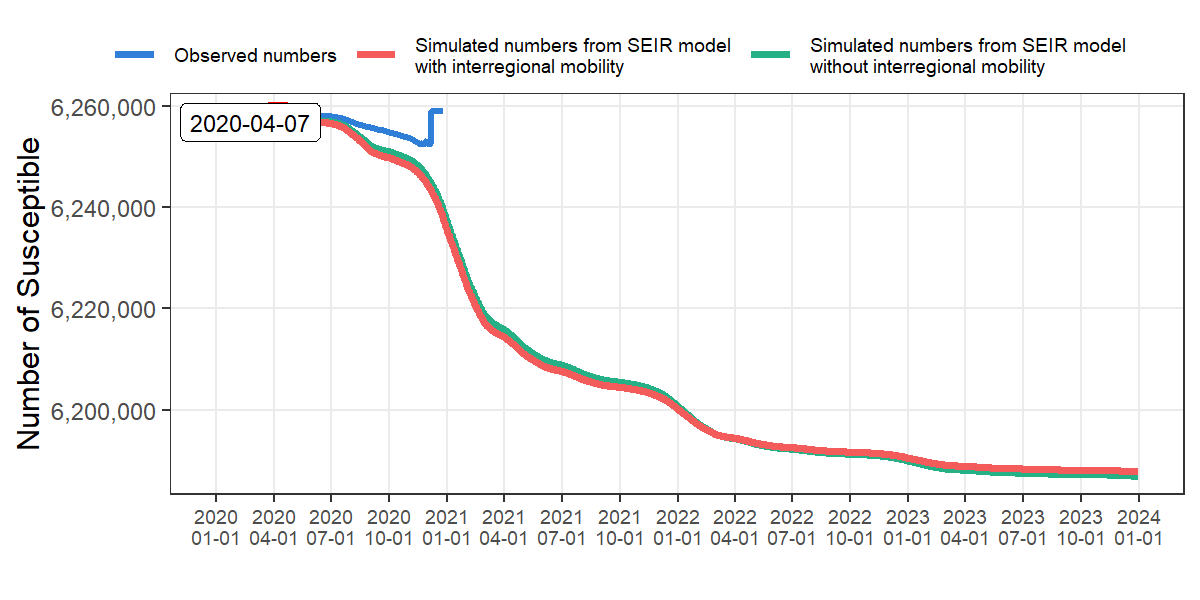 Observed numbers
Simulated numbers from SEIR model
with interregional mobility
Simulated numbers from SEIR model
without interregional mobility
Number of Susceptible
6,260,000
6,240,000
6,220,000
6,200,000
2020-04-07
2020 2020 2020 2020 2021 2021 2021 2021 2022 2022 2022 2022 2023 2023 2023 2023 2024
01-01 04-01 07-01 10-01 01-01 04-01 07-01 10-01 01-01 04-01 07-01 10-01 01-01 04-01 07-01 10-01 01-01